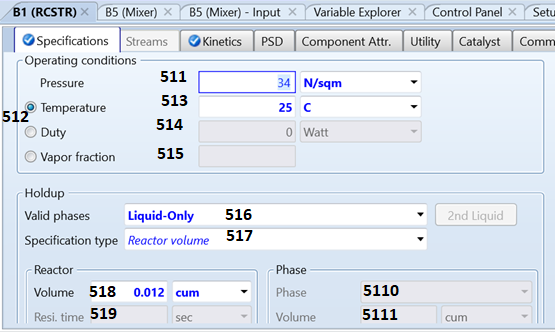 B1 (RCSTR) × B5 (Mixer) × B5 (Mixer) - Input × Variable Explorer × Control Panel × Setu
Specifications Streams Kinetics PSD Component Attr. Utility Catalyst Comm
Operating conditions
Pressure 511 34 N/sqm
512 Temperature 513 25 C
Duty 514 0 Watt
Vapor fraction 515
Holdup
Valid phases Liquid-Only 516 2nd Liquid
Specification type Reactor volume 517
Reactor Phase
Volume 518 0.012 cum Phase 5110
Resi. time 519 sec Volume 5111 cum